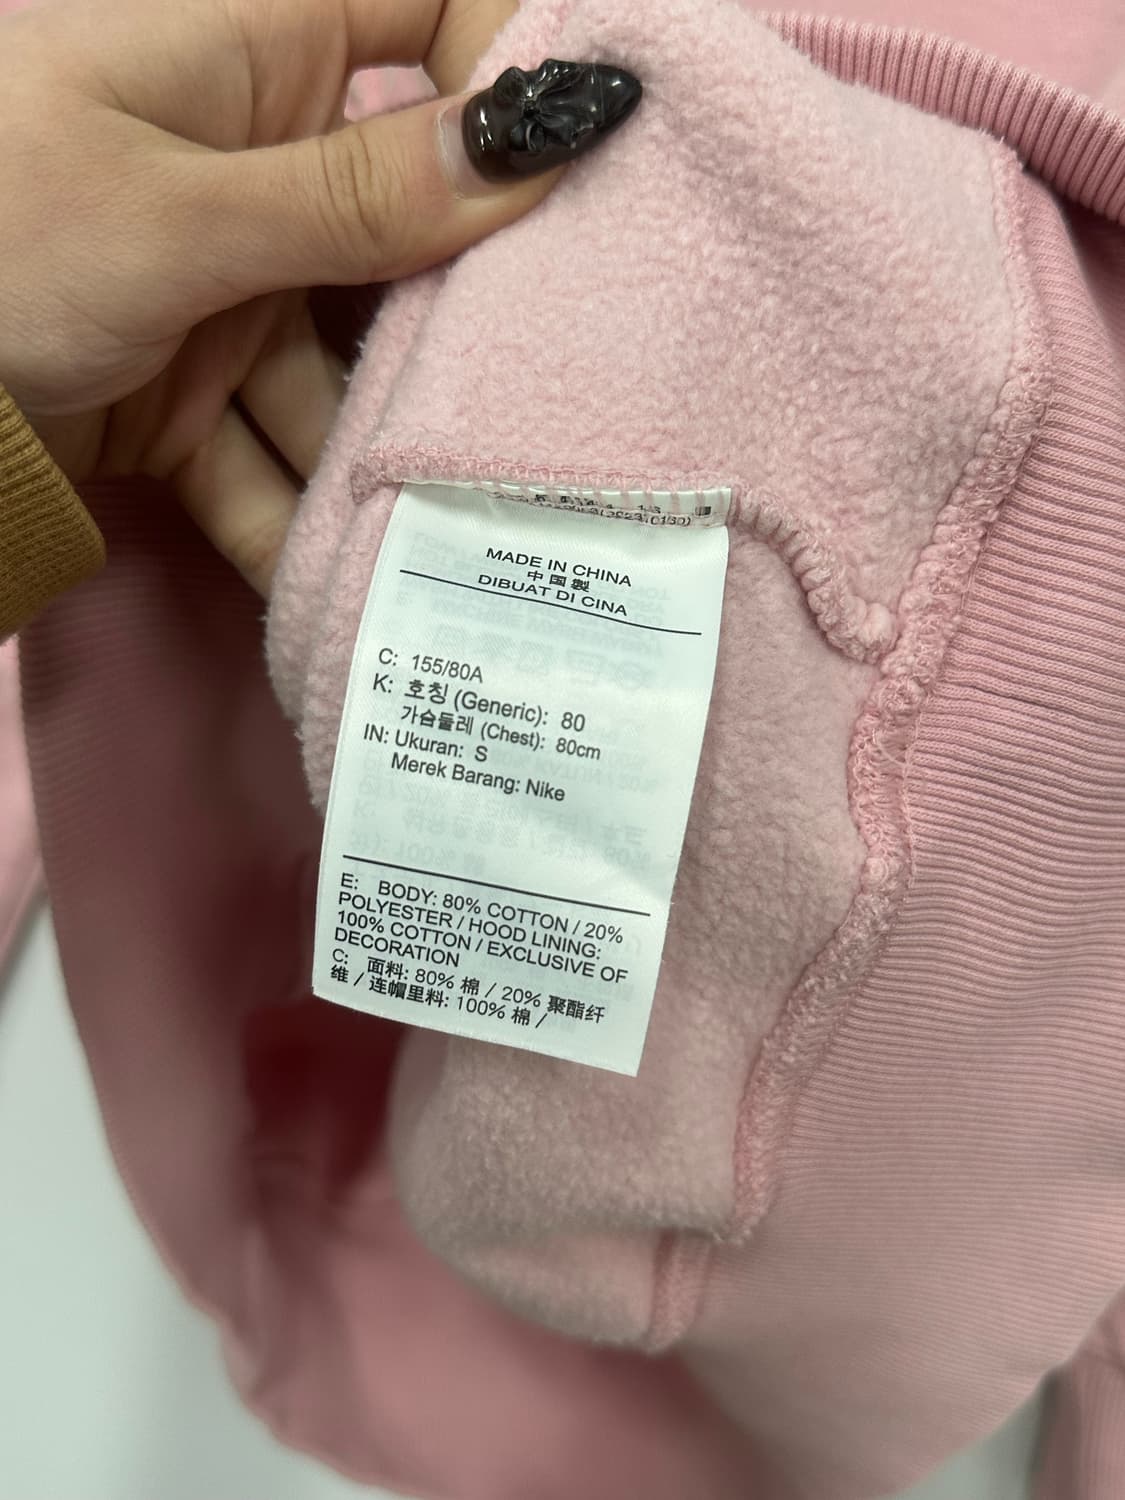 MADE IN CHINA
中国製
DIBUAT DI CINA
C: 155/80A
K: 호칭 (Generic): 80
가슴둘레 (Chest): 80cm
IN: Ukuran: S
Merek Barang: Nike
E: BODY: 80% COTTON / 20%
POLYESTER / HOOD LINING:
100% COTTON / EXCLUSIVE OF
DECORATION
C: 面料: 80% 棉 / 20% 聚酯纤
维 / 连帽里料: 100% 棉 /